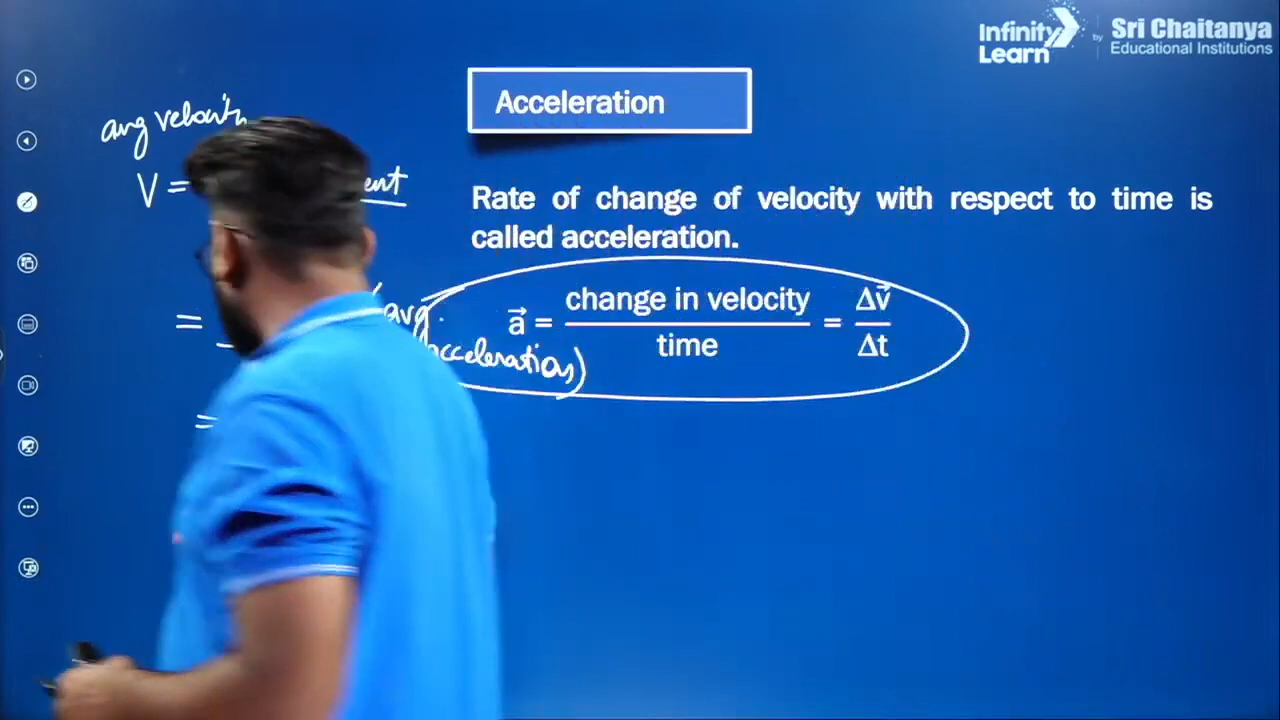 Infinity Learn by Sri Chaitanya Educational Institutions
Acceleration
avg velocity
V = ent
Rate of change of velocity with respect to time is
called acceleration.
=
(avg.
acceleration)
a⃗ = change in velocity / time = Δv⃗ / Δt
=